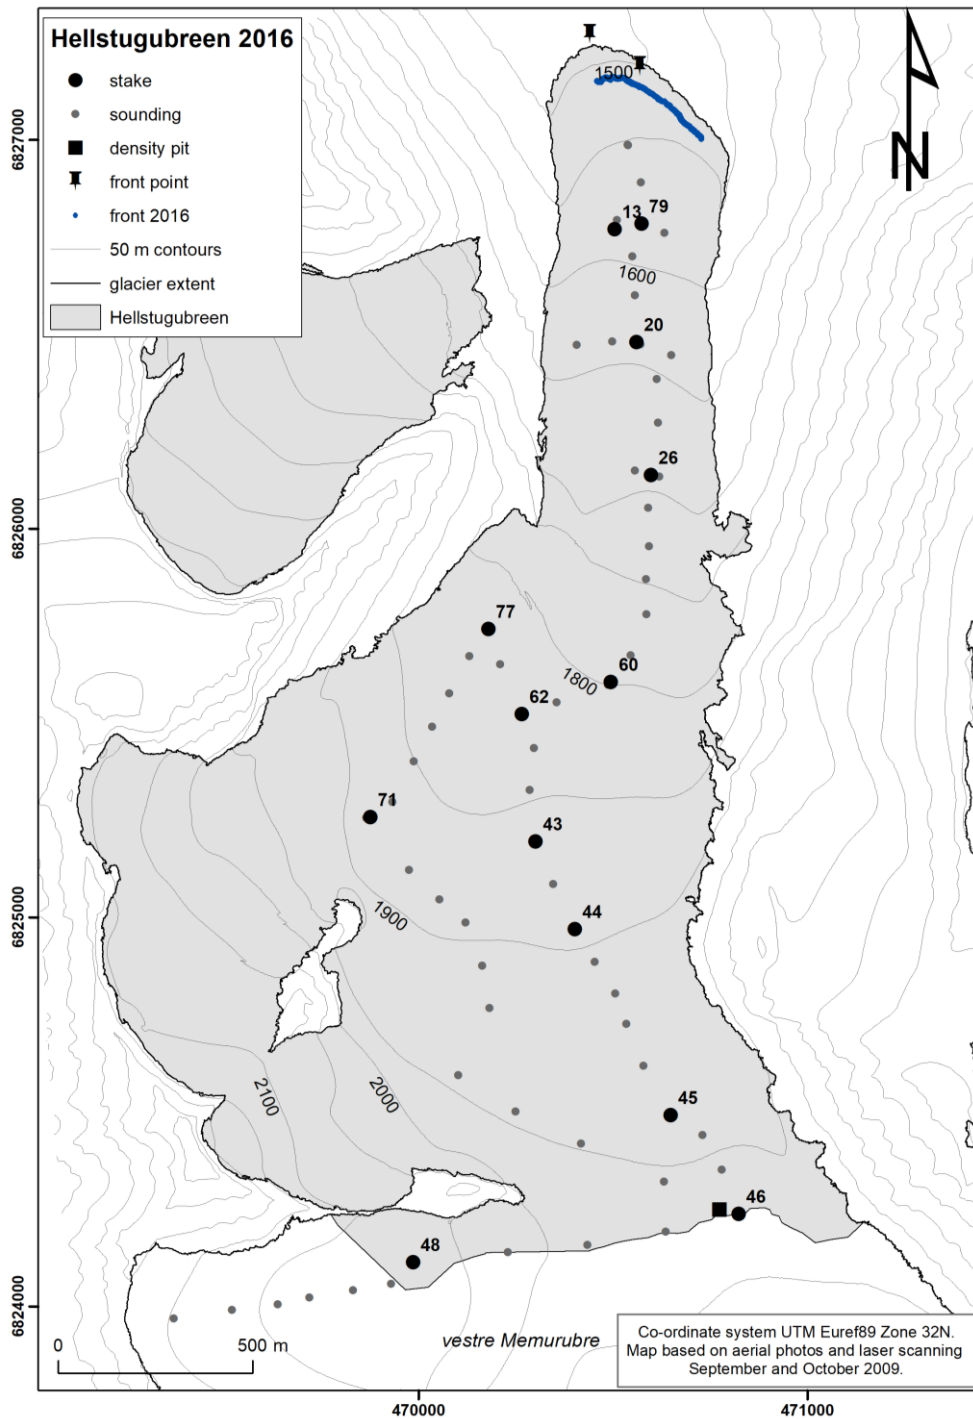 Hellstugubreen 2016
stake
sounding
density pit
front point
front 2016
50 m contours
glacier extent
Hellstugubreen
N
1500
6827000
13
79
1600
20
26
6826000
77
60
1800
62
71
43
1900
44
6825000
2100
2000
45
46
48
6824000
0
500 m
vestre Memurubre
Co-ordinate system UTM Euref89 Zone 32N.
Map based on aerial photos and laser scanning
September and October 2009.
470000
471000